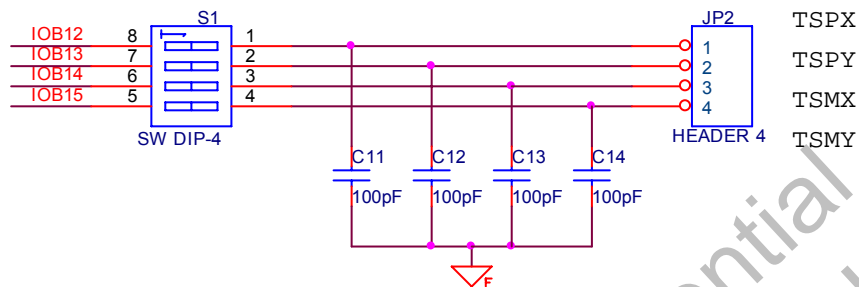 S1
JP2
TSPX
IOB12 8 1 1
IOB13 7 2 2 TSPY
IOB14 6 3 3
IOB15 5 4 4 TSMX
SW DIP-4
HEADER 4
TSMY
C11 C12 C13 C14
100pF 100pF 100pF 100pF
F